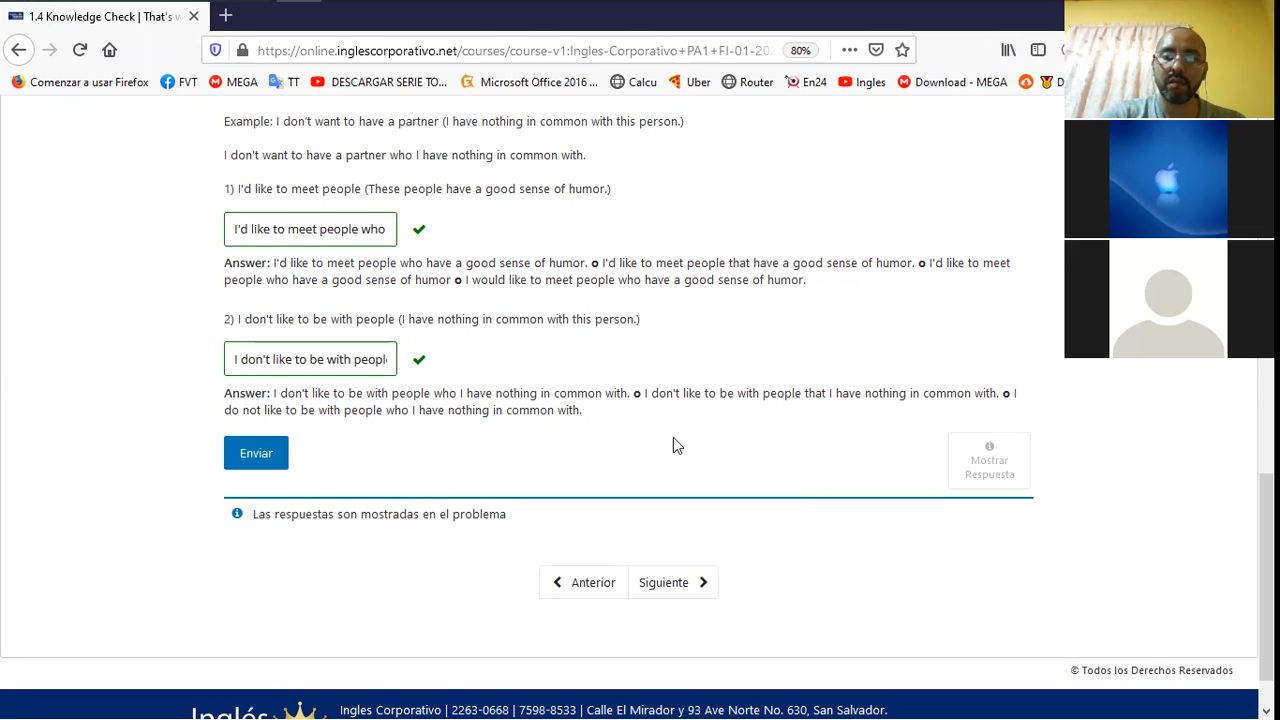 1.4 Knowledge Check | That's w
https://online.inglescorporativo.net/courses/course-v1:Ingles-Corporativo+PA1+FI-01-202
80%
Comenzar a usar Firefox
FVT
MEGA
TT
DESCARGAR SERIE TO...
Microsoft Office 2016 ...
Calcu
Uber
Router
En24
Ingles
Download - MEGA
D
Example: I don't want to have a partner (I have nothing in common with this person.)
I don't want to have a partner who I have nothing in common with.
1) I'd like to meet people (These people have a good sense of humor.)
I'd like to meet people who
Answer: I'd like to meet people who have a good sense of humor. o I'd like to meet people that have a good sense of humor. o I'd like to meet
people who have a good sense of humor o I would like to meet people who have a good sense of humor.
2) I don't like to be with people (I have nothing in common with this person.)
I don't like to be with people
Answer: I don't like to be with people who I have nothing in common with. o I don't like to be with people that I have nothing in common with. o I
do not like to be with people who I have nothing in common with.
Enviar
Mostrar
Respuesta
Las respuestas son mostradas en el problema
Anterior
Siguiente
© Todos los Derechos Reservados
Inglés
Ingles Corporativo | 2263-0668 | 7598-8533 | Calle El Mirador y 93 Ave Norte No. 630, San Salvador.